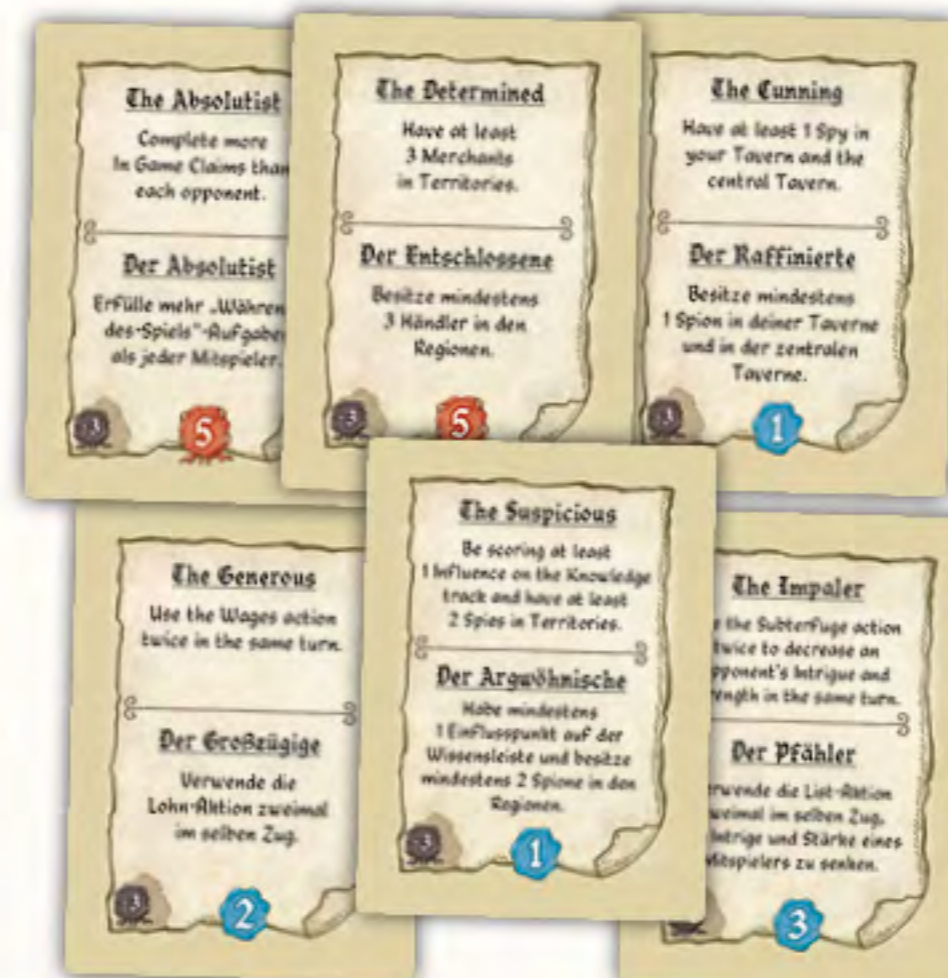 The Absolutist
Complete more
In Game Claims than
each opponent.
Der Absolutist
Erfülle mehr „Während-
des-Spiels"-Aufgaben
als jeder Mitspieler.
3
5
The Determined
Have at least
3 Merchants
in Territories.
Der Entschlossene
Besitze mindestens
3 Händler in den
Regionen.
3
5
The Cunning
Have at least 1 Spy in
your Tavern and the
central Tavern.
Der Raffinierte
Besitze mindestens
1 Spion in deiner Taverne
und in der zentralen
Taverne.
3
1
The Generous
Use the Wages action
twice in the same turn.
Der Großzügige
Verwende die
Lohn-Aktion zweimal
im selben Zug.
3
2
The Suspicious
Be scoring at least
1 Influence on the Knowledge
track and have at least
2 Spies in Territories.
Der Argwöhnische
Habe mindestens
1 Einflusspunkt auf der
Wissensleiste und besitze
mindestens 2 Spione in den
Regionen.
3
1
The Impaler
the Subterfuge action
twice to decrease an
opponent's Intrigue and
in the same turn.
Der Pfähler
die List-Aktion
zweimal im selben Zug,
Intrige und Stärke eines
Mitspielers zu senken.
3